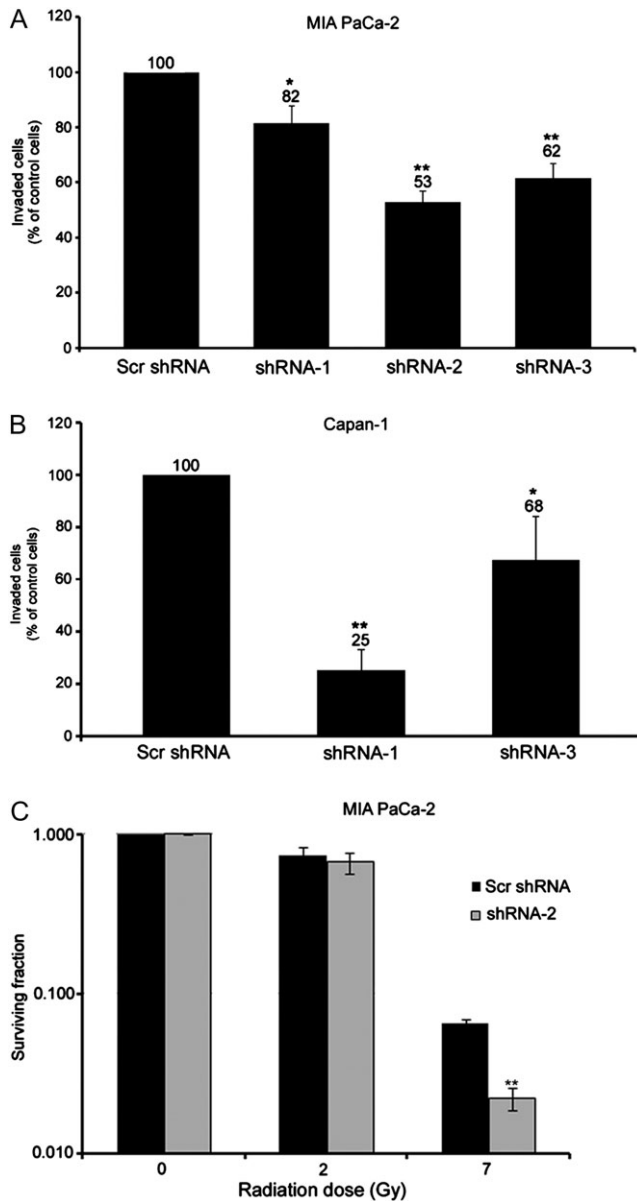 A
MIA PaCa-2
Invaded cells
(% of control cells)
120
100
80
60
40
20
0
100
*
82
**
53
**
62
Scr shRNA shRNA-1 shRNA-2 shRNA-3
B
Capan-1
Invaded cells
(% of control cells)
120
100
80
60
40
20
0
100
**
25
*
68
Scr shRNA shRNA-1 shRNA-3
C
MIA PaCa-2
Surviving fraction
1.000
0.100
0.010
Scr shRNA
shRNA-2
**
0 2 7
Radiation dose (Gy)